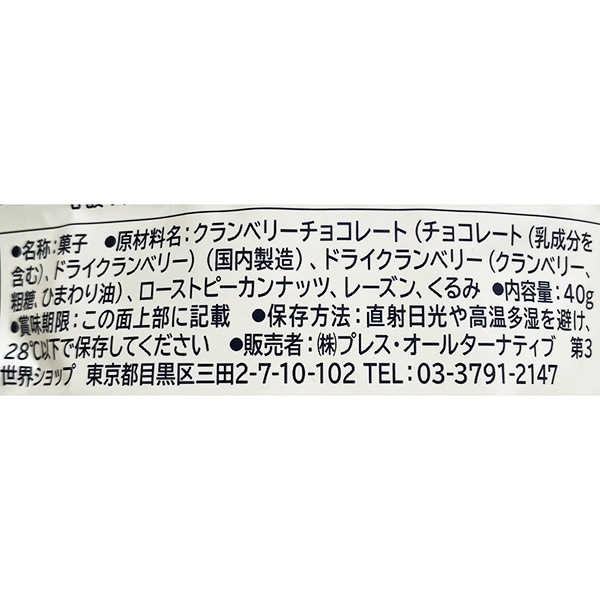 ●名称：菓子　●原材料名：クランベリーチョコレート（チョコレート（乳成分を
含む）、ドライクランベリー）（国内製造）、ドライクランベリー（クランベリー、
粗糖、ひまわり油）、ローストピーカンナッツ、レーズン、くるみ　●内容量：40g
●賞味期限：この面上部に記載　●保存方法：直射日光や高温多湿を避け、
28℃以下で保存してください　●販売者：㈱プレス・オールターナティブ　第3
世界ショップ　東京都目黒区三田2-7-10-102 TEL：03-3791-2147